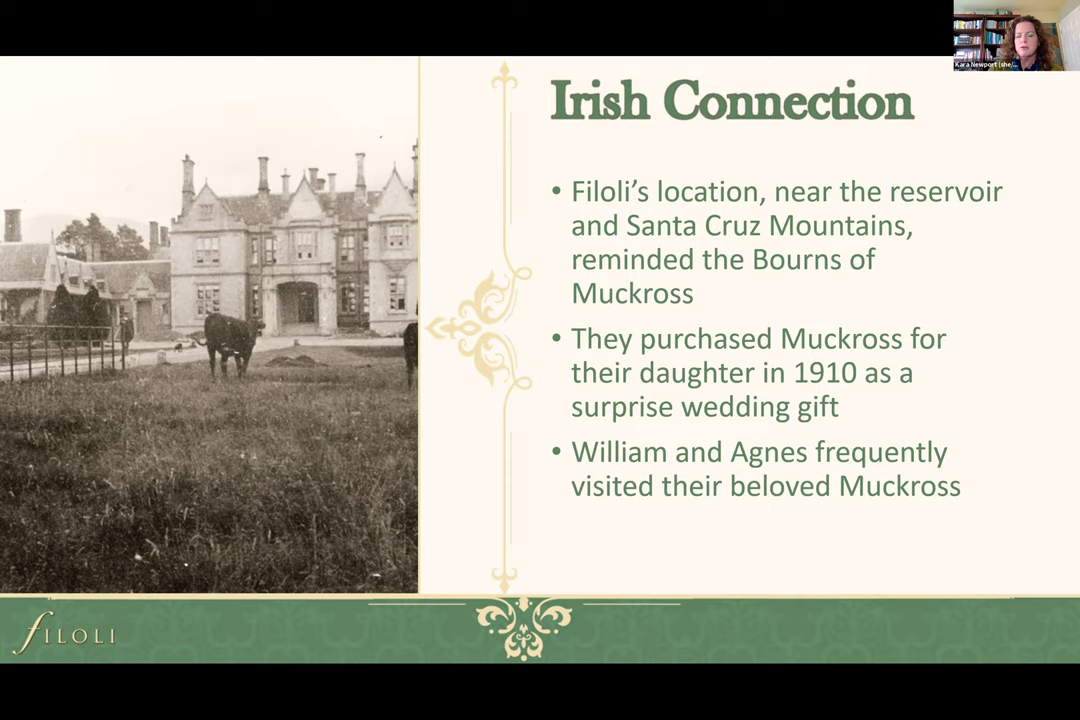 Kara Newport (she/...
Irish Connection
• Filoli’s location, near the reservoir
and Santa Cruz Mountains,
reminded the Bourns of
Muckross
• They purchased Muckross for
their daughter in 1910 as a
surprise wedding gift
• William and Agnes frequently
visited their beloved Muckross
FILOLI